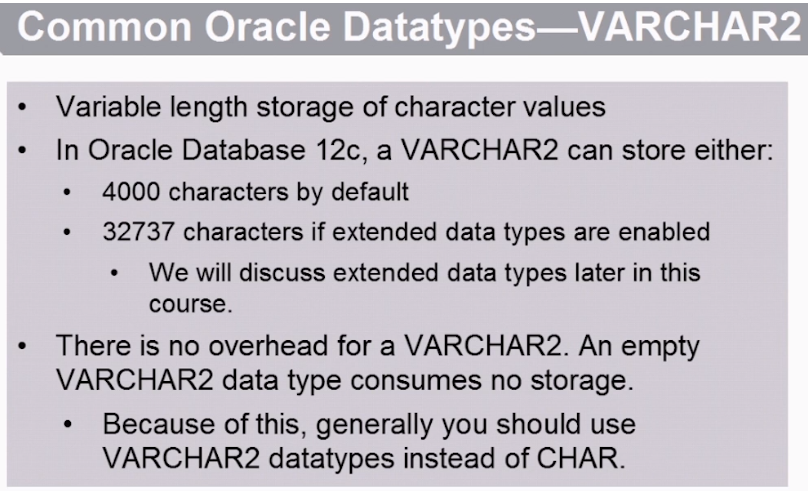 Common Oracle Datatypes—VARCHAR2
• Variable length storage of character values
• In Oracle Database 12c, a VARCHAR2 can store either:
• 4000 characters by default
• 32737 characters if extended data types are enabled
• We will discuss extended data types later in this
course.
• There is no overhead for a VARCHAR2. An empty
VARCHAR2 data type consumes no storage.
• Because of this, generally you should use
VARCHAR2 datatypes instead of CHAR.